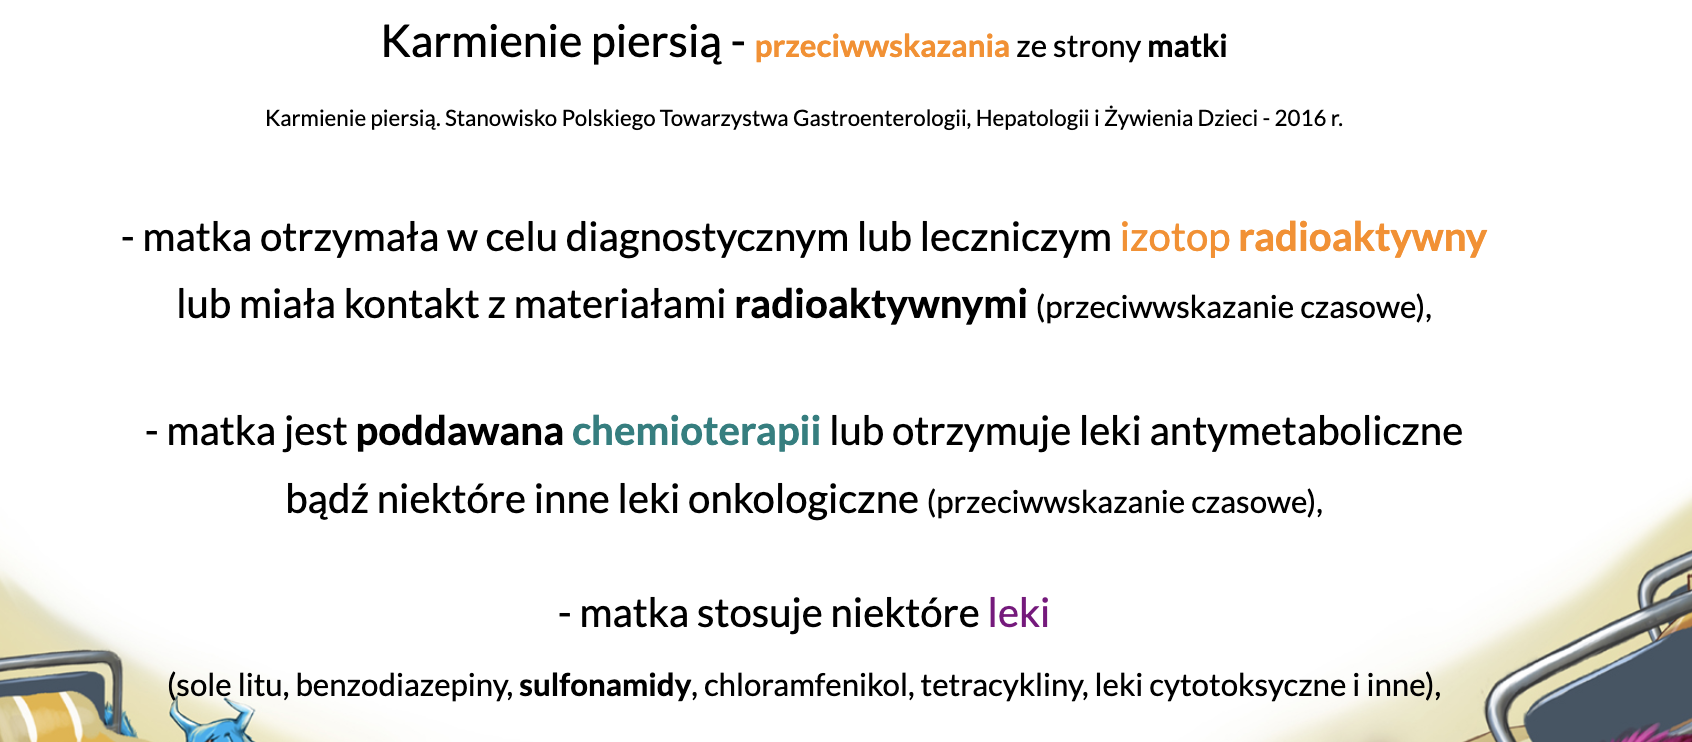 Karmienie piersią - przeciwwskazania ze strony matki
Karmienie piersią. Stanowisko Polskiego Towarzystwa Gastroenterologii, Hepatologii i Żywienia Dzieci - 2016 r.
- matka otrzymała w celu diagnostycznym lub leczniczym izotop radioaktywny
lub miała kontakt z materiałami radioaktywnymi (przeciwwskazanie czasowe),
- matka jest poddawana chemioterapii lub otrzymuje leki antymetaboliczne
bądź niektóre inne leki onkologiczne (przeciwwskazanie czasowe),
- matka stosuje niektóre leki
(sole litu, benzodiazepiny, sulfonamidy, chloramfenikol, tetracykliny, leki cytotoksyczne i inne),